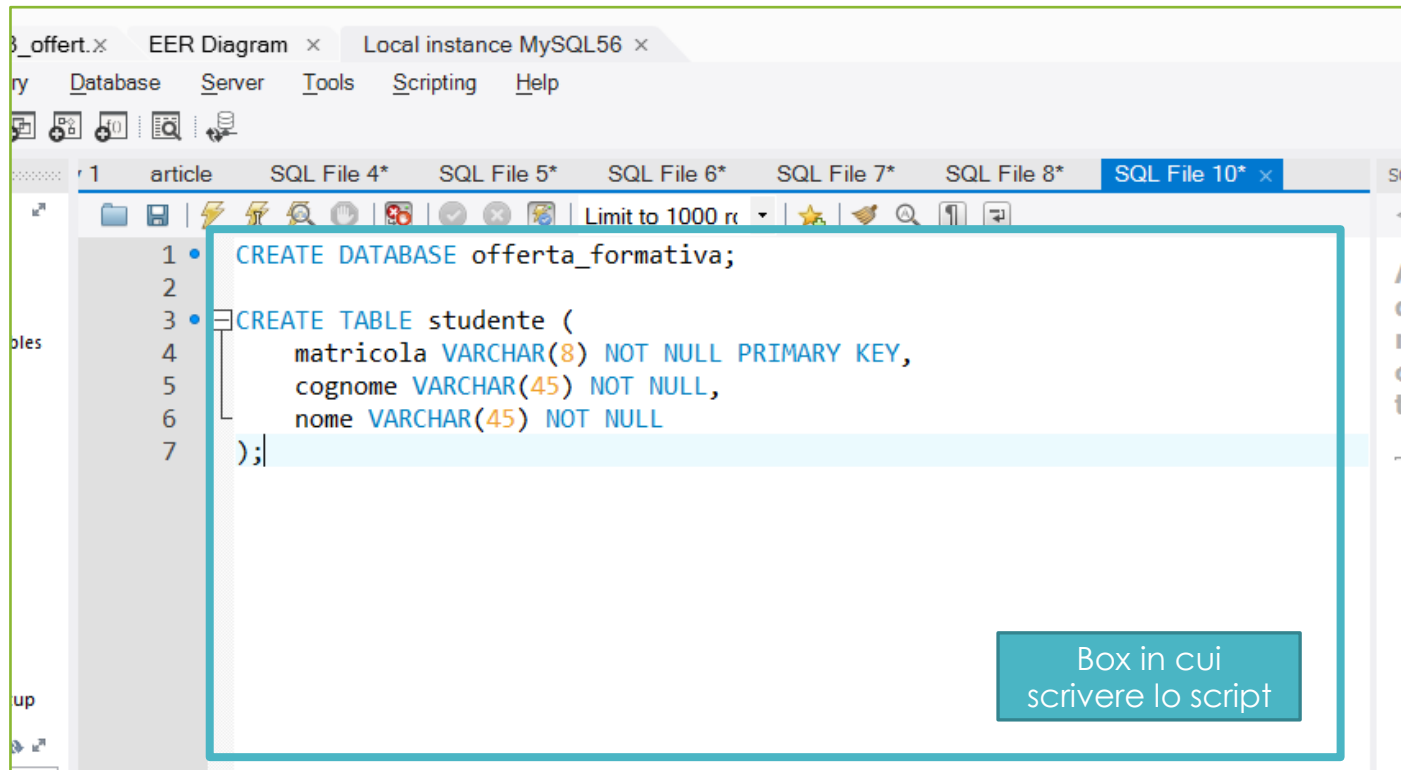 3_offert.× EER Diagram × Local instance MySQL56 ×
ry Database Server Tools Scripting Help
1 article SQL File 4* SQL File 5* SQL File 6* SQL File 7* SQL File 8* SQL File 10* ×
Limit to 1000 rc
1 CREATE DATABASE offerta_formativa;
2
3 CREATE TABLE studente (
4 matricola VARCHAR(8) NOT NULL PRIMARY KEY,
5 cognome VARCHAR(45) NOT NULL,
6 nome VARCHAR(45) NOT NULL
7 );
Box in cui
scrivere lo script
up